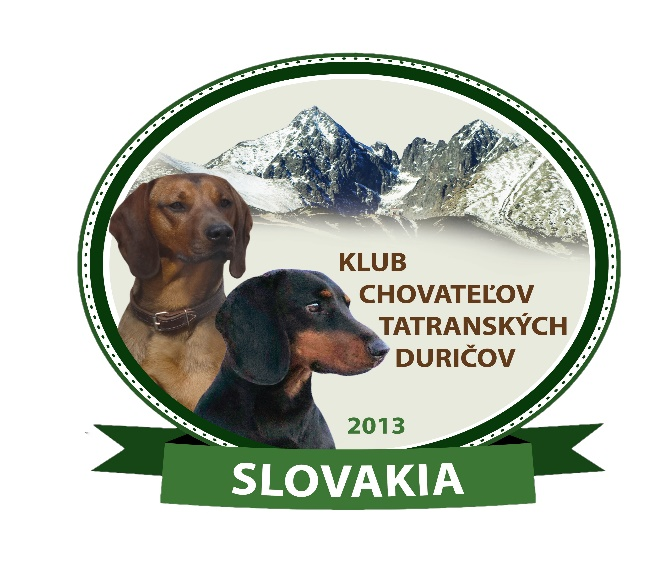 KLUB
CHOVATEĽOV
TATRANSKÝCH
DURIČOV
2013
SLOVAKIA